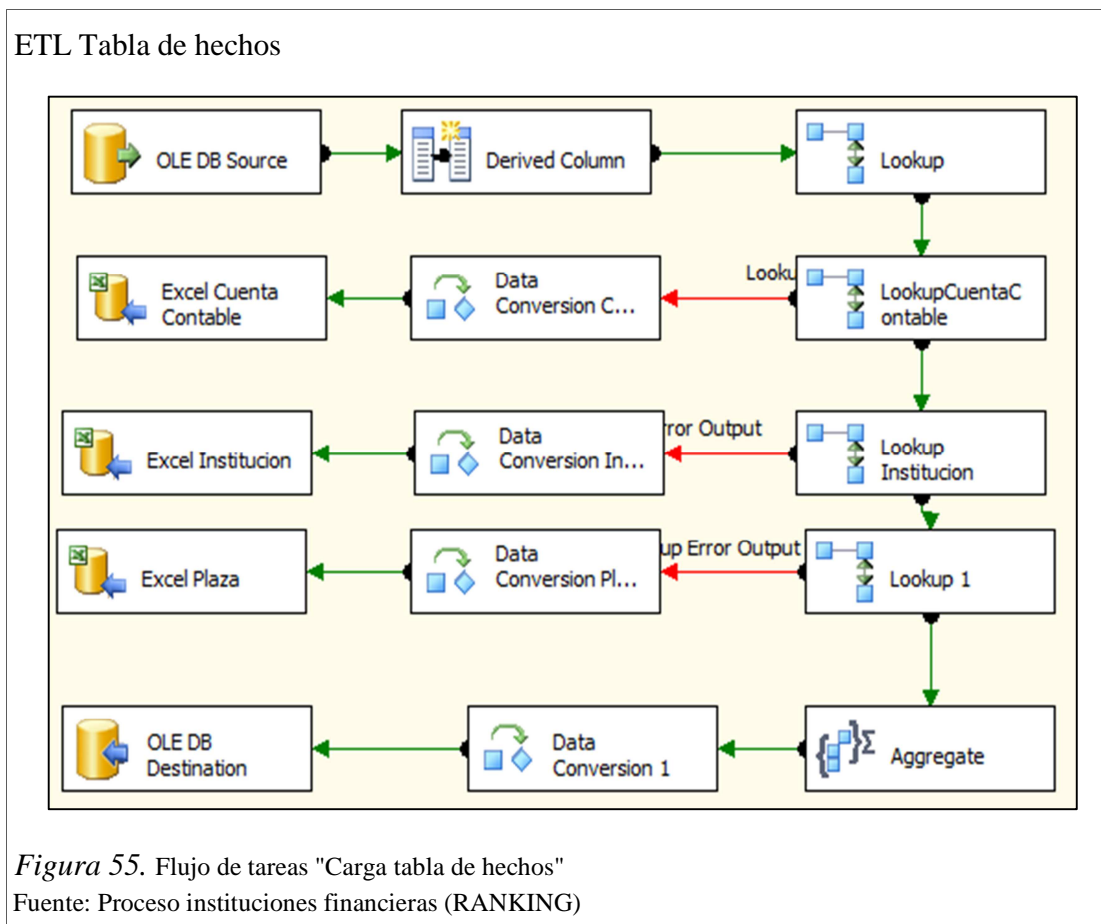 ETL Tabla de hechos
OLE DB Source
Derived Column
Lookup
Excel Cuenta
Contable
Data
Conversion C...
Looku
LookupCuentaC
ontable
Excel Institucion
Data
Conversion In...
rror Output
Lookup
Institucion
Excel Plaza
Data
Conversion Pl...
up Error Output
Lookup 1
OLE DB
Destination
Data
Conversion 1
Aggregate
Figura 55. Flujo de tareas "Carga tabla de hechos"
Fuente: Proceso instituciones financieras (RANKING)